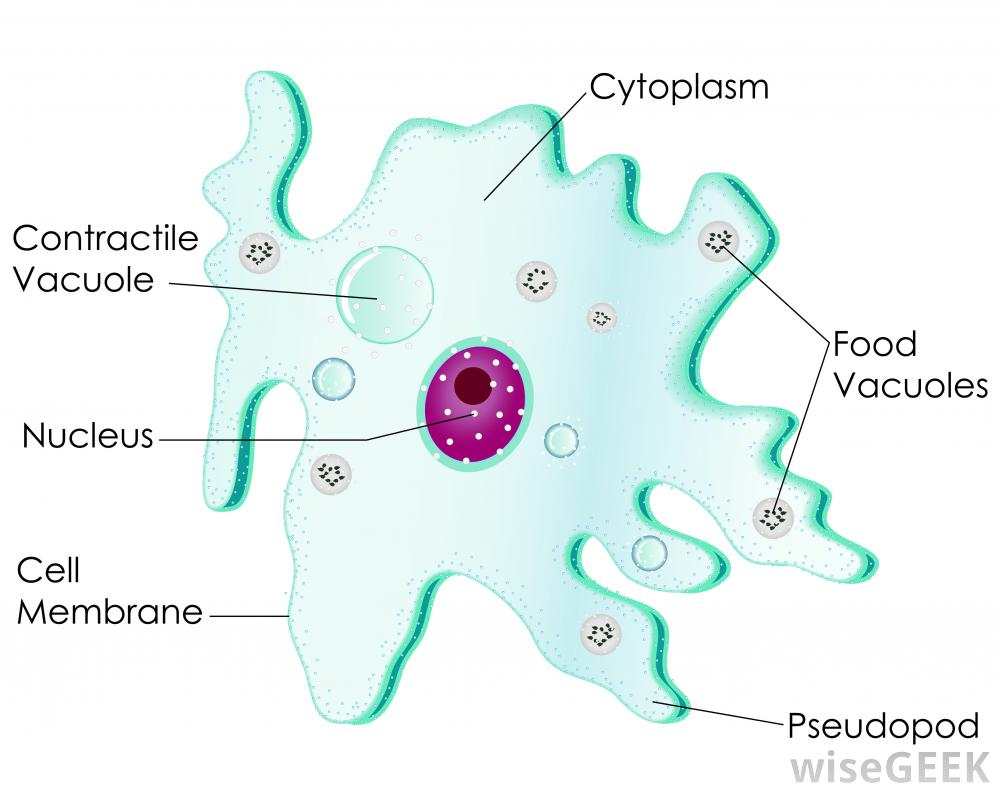 Cytoplasm
Contractile
Vacuole
Food
Vacuoles
Nucleus
Cell
Membrane
Pseudopod
wiseGEEK